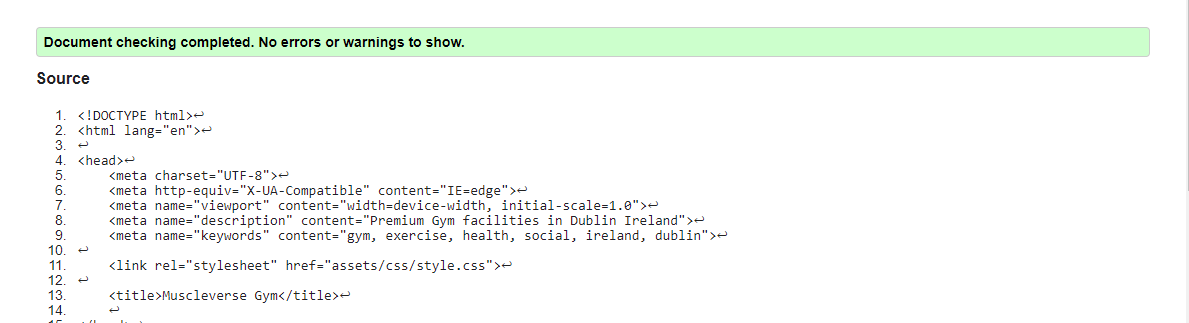 Document checking completed. No errors or warnings to show.
Source
1. <!DOCTYPE html>↩
2. <html lang="en">↩
3. ↩
4. <head>↩
5. <meta charset="UTF-8">↩
6. <meta http-equiv="X-UA-Compatible" content="IE=edge">↩
7. <meta name="viewport" content="width=device-width, initial-scale=1.0">↩
8. <meta name="description" content="Premium Gym facilities in Dublin Ireland">↩
9. <meta name="keywords" content="gym, exercise, health, social, ireland, dublin">↩
10. ↩
11. <link rel="stylesheet" href="assets/css/style.css">↩
12. ↩
13. <title>Muscleverse Gym</title>↩
14. ↩